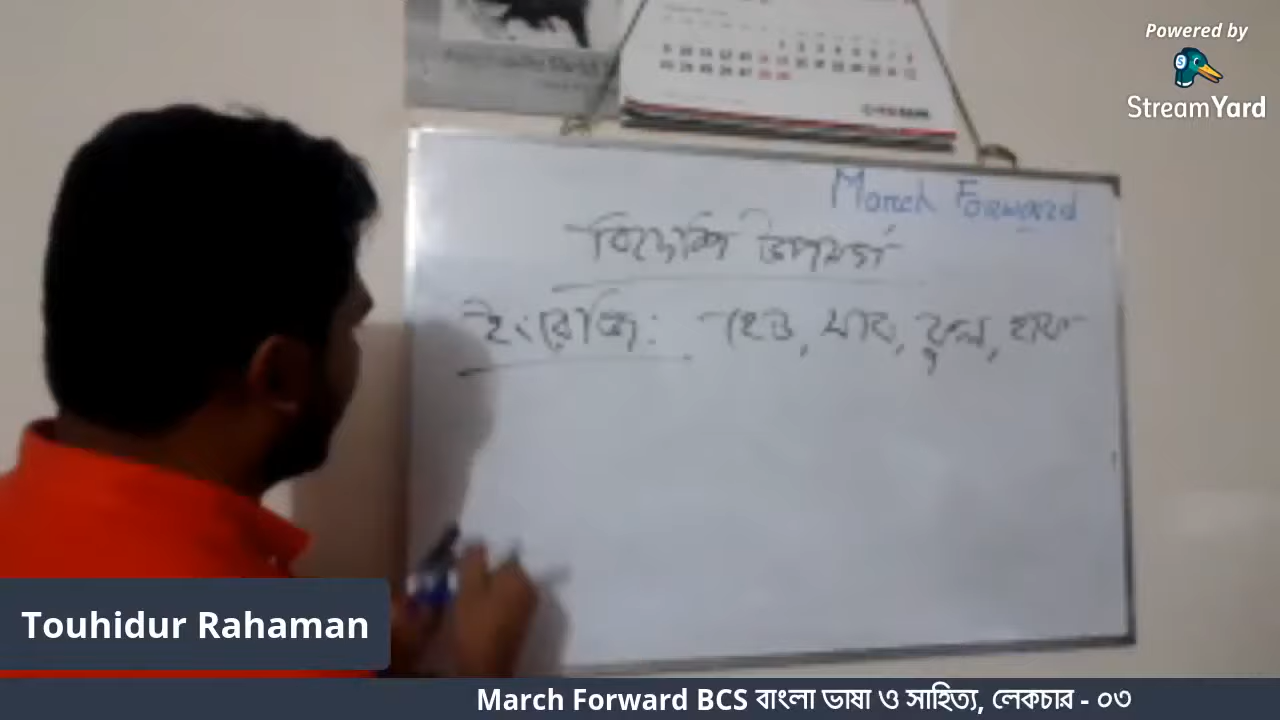 Powered by
StreamYard
March Forward
বিদেশি উপসর্গ
ইংরেজি: হেড, সাব, ফুল, হাফ
Touhidur Rahaman
March Forward BCS বাংলা ভাষা ও সাহিত্য, লেকচার - ০৩